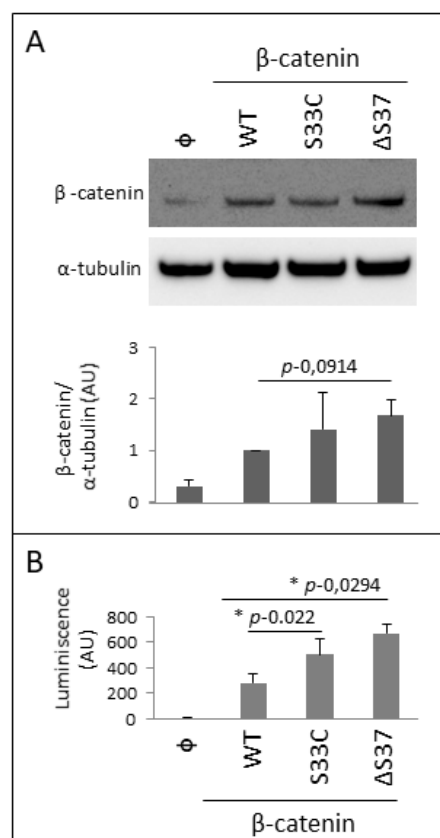 A
β-catenin
ϕ
WT
S33C
ΔS37
β-catenin
α-tubulin
3
2
1
0
β-catenin/
α-tubulin (AU)
p-0,0914
B
800
600
400
200
0
Luminiscence
(AU)
* p-0,0294
* p-0.022
ϕ
WT
S33C
ΔS37
β-catenin